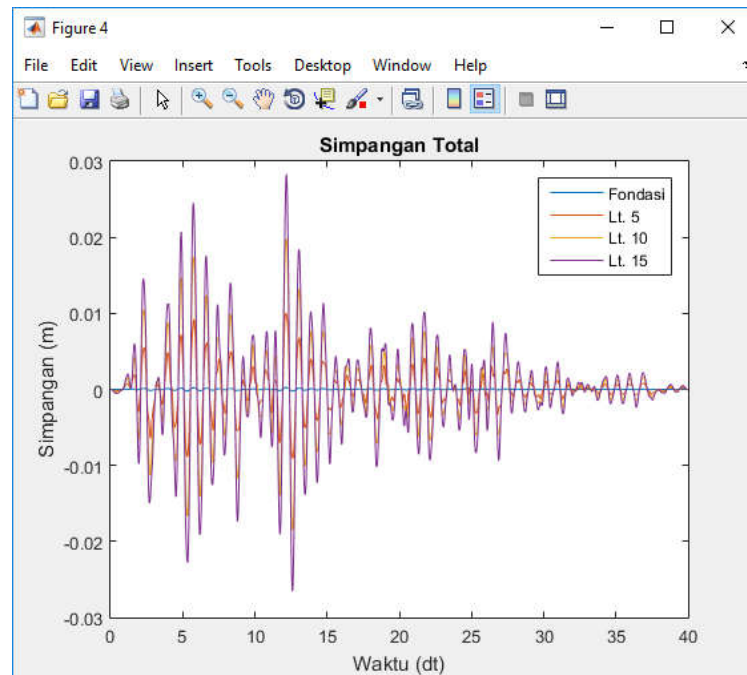 Figure 4
File Edit View Insert Tools Desktop Window Help
Simpangan Total
Fondasi
Lt. 5
Lt. 10
Lt. 15
Simpangan (m)
0.03
0.02
0.01
0
-0.01
-0.02
-0.03
0 5 10 15 20 25 30 35 40
Waktu (dt)